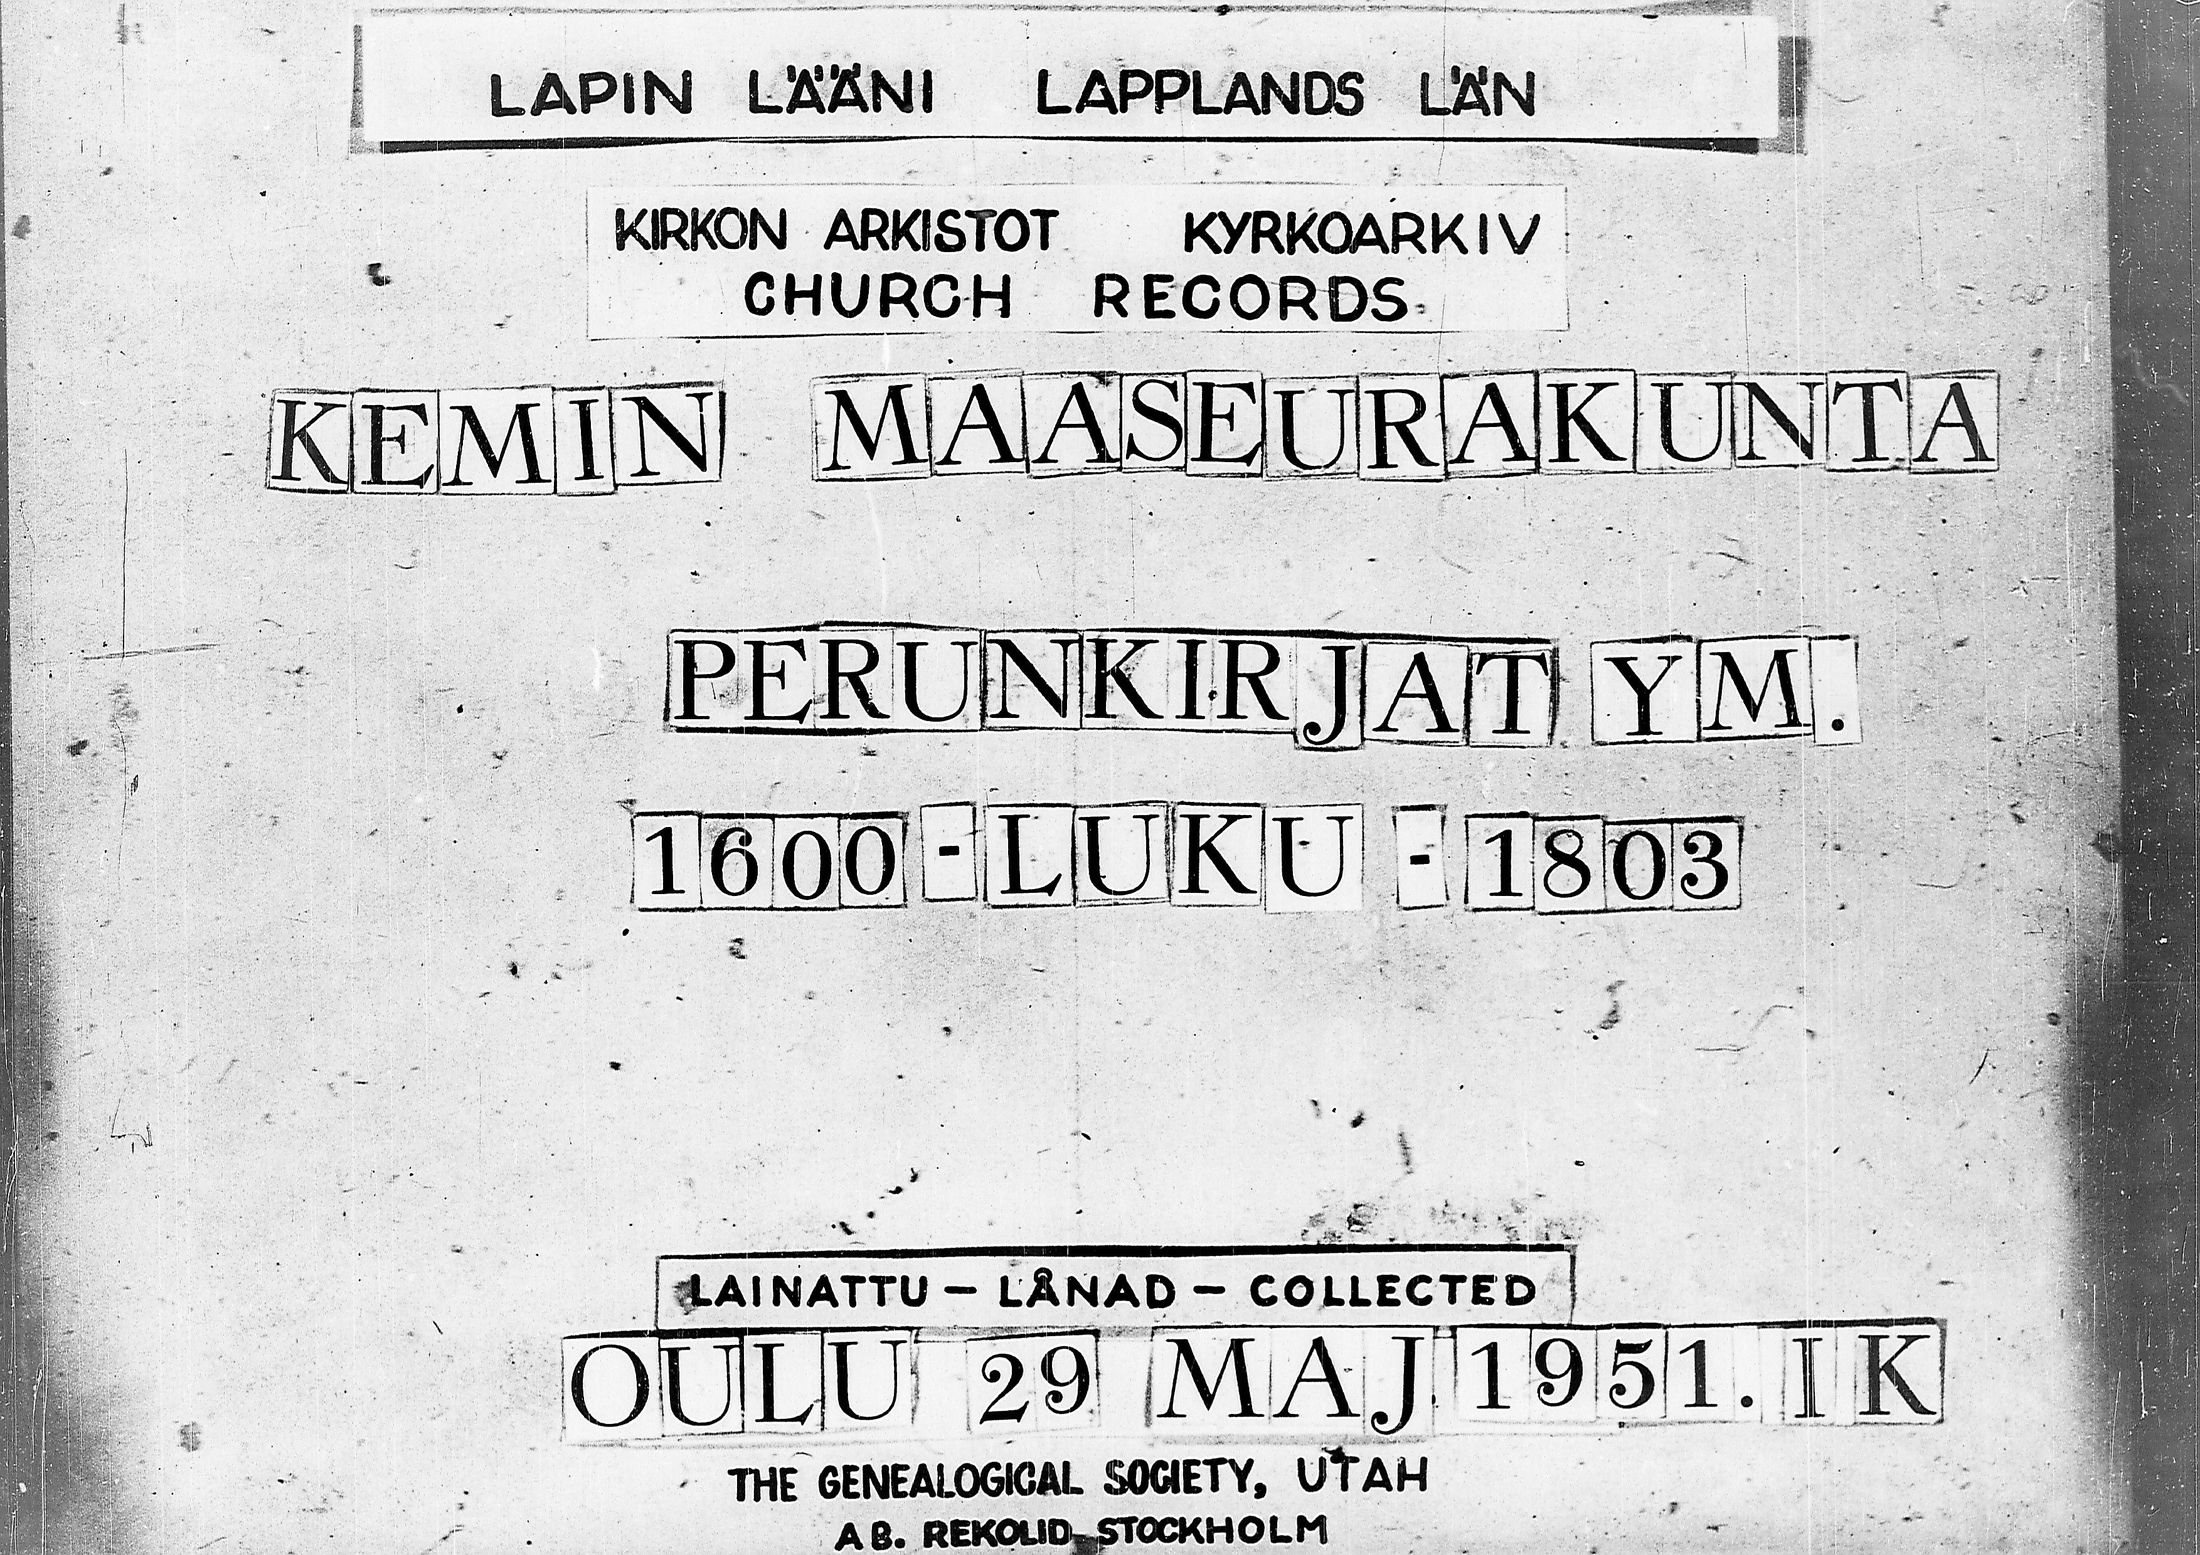 LAPIN LÄÄNI LAPPLANDS LÄN
KIRKON ARKISTOT KYRKOARKIV
CHURCH RECORDS
KEMIN MAASEURAKUNTA
PERUNKIRJAT YM.
1600-LUKU - 1803
LAINATTU - LÅNAD - COLLECTED
OULU 29 MAJ 1951. IK
THE GENEALOGICAL SOCIETY, UTAH
AB. REKOLID STOCKHOLM